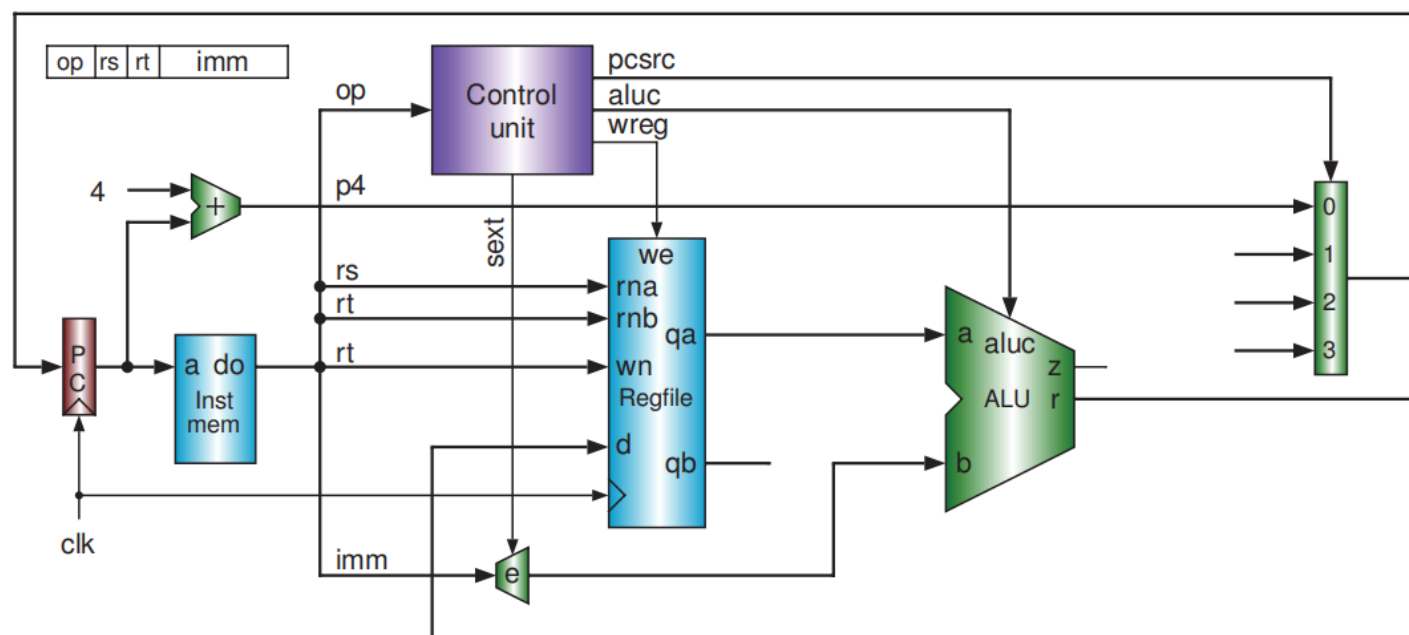 op rs rt imm
Control
unit
pcsrc
aluc
wreg
op
4
+
p4
0
1
2
3
sext
we
rs
rna
rt
rnb
qa
rt
wn
Regfile
d
qb
P
C
a do
Inst
mem
a
aluc
z
ALU
r
b
clk
imm
e